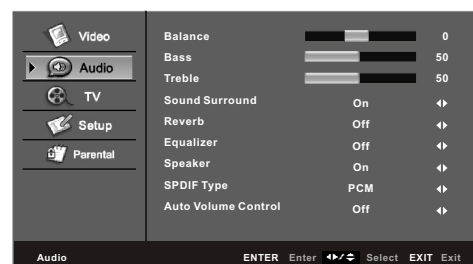 Video
Audio
TV
Setup
Parental
Balance 0
Bass 50
Treble 50
Sound Surround On
Reverb Off
Equalizer Off
Speaker On
SPDIF Type PCM
Auto Volume Control Off
Audio ENTER Enter Select EXIT Exit